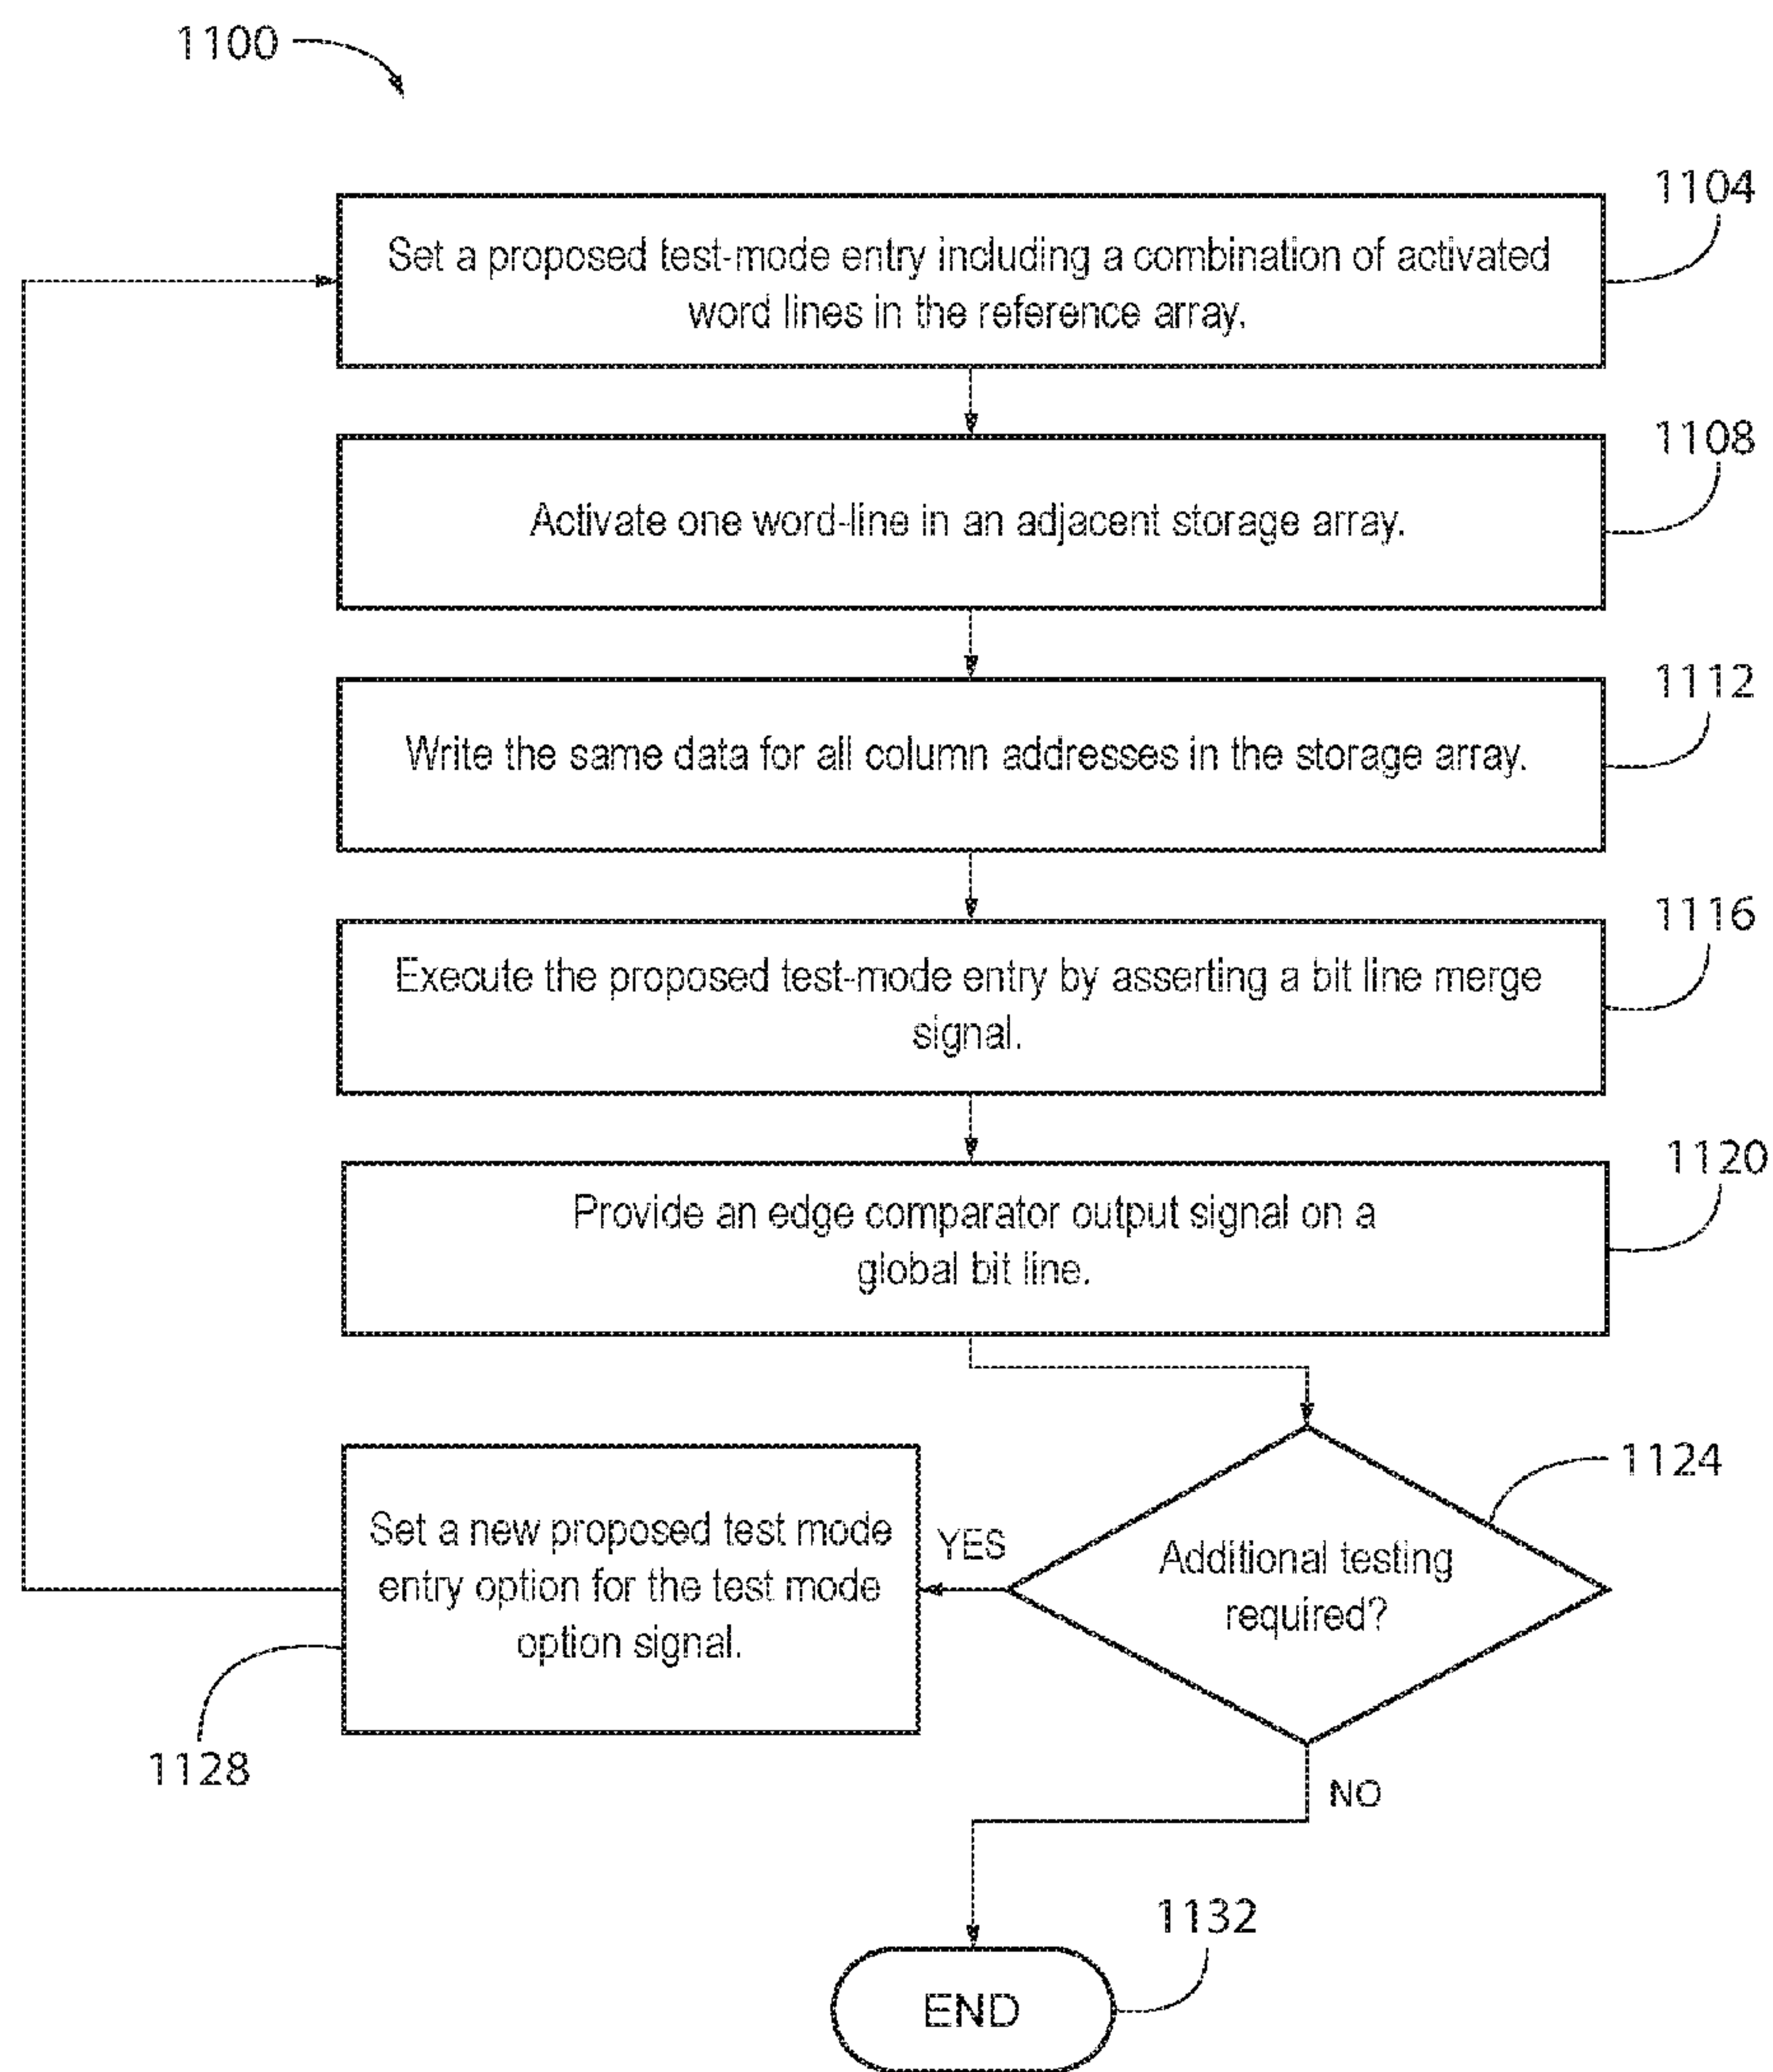 1100
1104
Set a proposed test-mode entry including a combination of activated
word lines in the reference array.
1108
Activate one word-line in an adjacent storage array.
1112
Write the same data for all column addresses in the storage array.
1116
Execute the proposed test-mode entry by asserting a bit line merge
signal.
1120
Provide an edge comparator output signal on a
global bit line.
1124
Set a new proposed test mode
entry option for the test mode
option signal.
YES
Additional testing
required?
1128
NO
1132
END